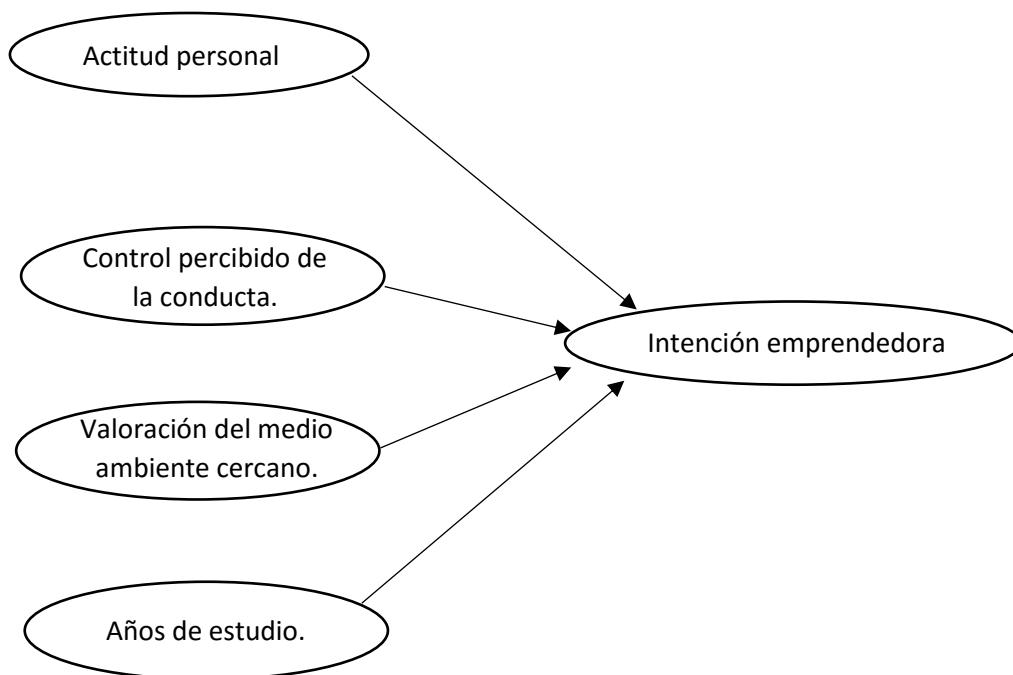 Actitud personal
Control percibido de
la conducta.
Intención emprendedora
Valoración del medio
ambiente cercano.
Años de estudio.